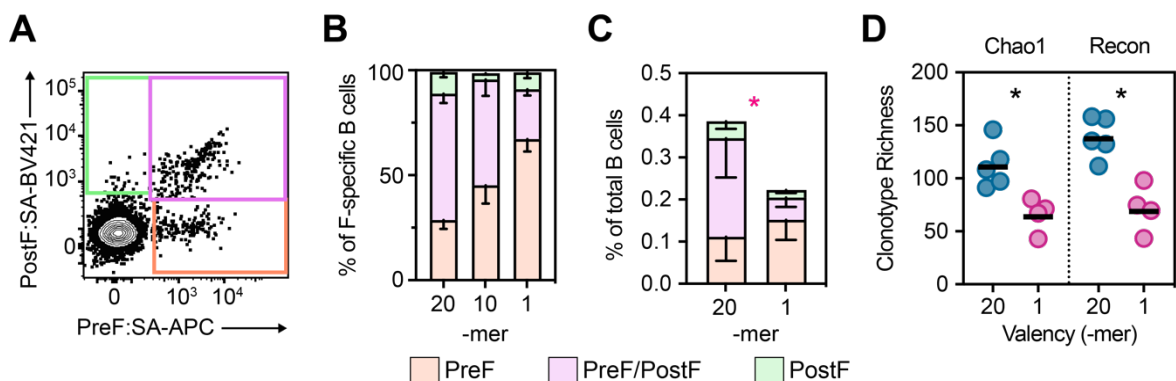 A
PostF:SA-BV421
10⁵
10⁴
10³
0
0
10³
10⁴
PreF:SA-APC
B
% of F-specific B cells
100
50
0
20
10
1
-mer
C
% of total B cells
0.5
0.4
0.3
0.2
0.1
0.0
*
20
1
-mer
PreF
PreF/PostF
PostF
D
Chao1
Recon
Clonotype Richness
200
150
100
50
0
*
*
20
1
20
1
Valency (-mer)